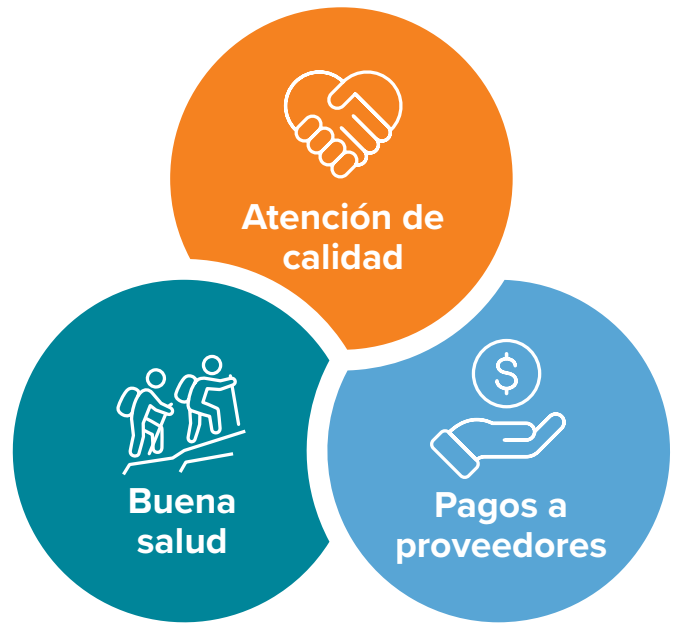 Atención de
calidad
Buena
salud
$
Pagos a
proveedores